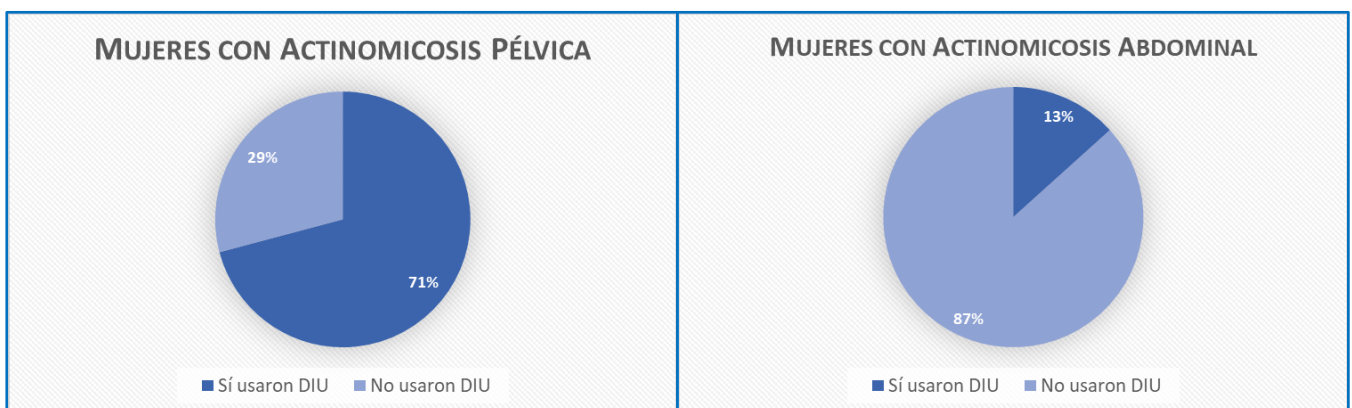 MUJERES CON ACTINOMICOSIS PÉLVICA
29%
71%
Sí usaron DIU No usaron DIU
MUJERES CON ACTINOMICOSIS ABDOMINAL
13%
87%
Sí usaron DIU No usaron DIU